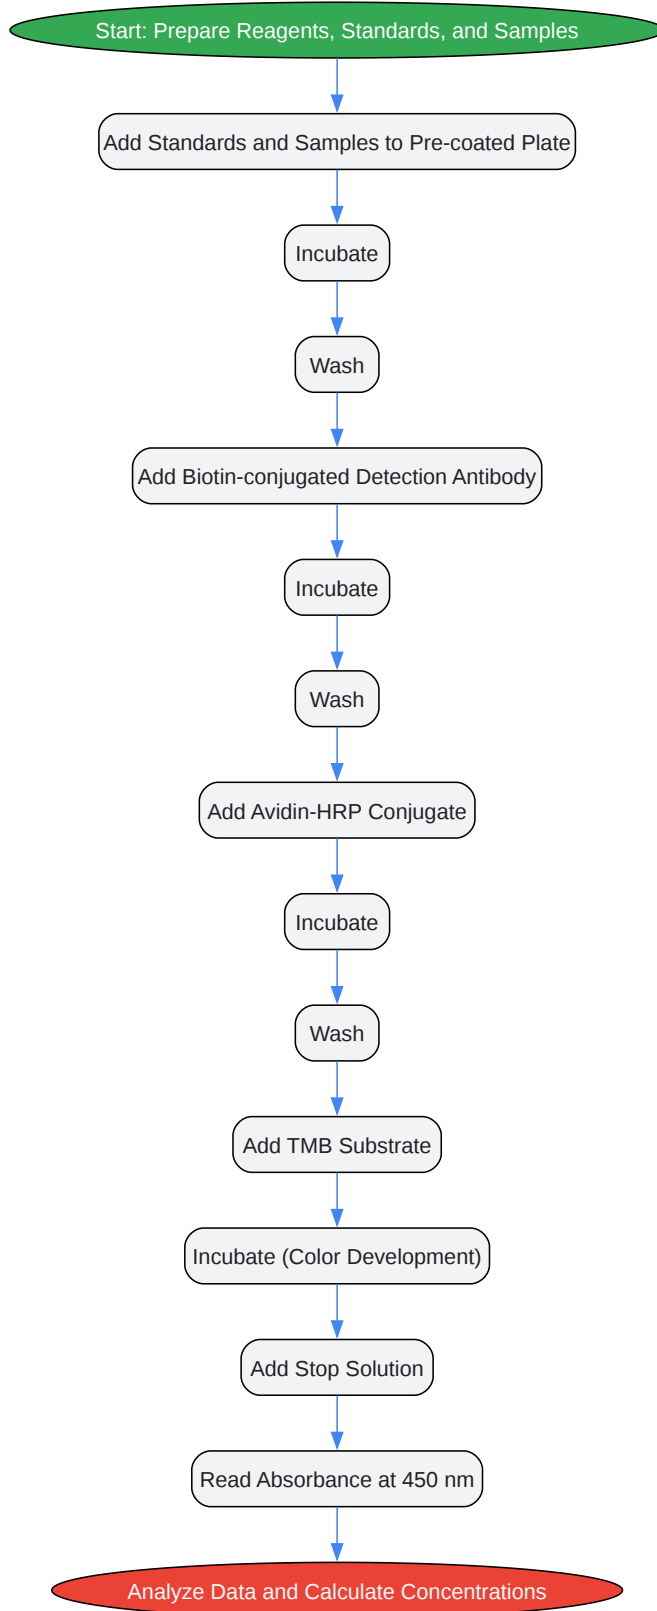 Start: Prepare Reagents, Standards, and Samples
Add Standards and Samples to Pre-coated Plate
Incubate
Wash
Add Biotin-conjugated Detection Antibody
Incubate
Wash
Add Avidin-HRP Conjugate
Incubate
Wash
Add TMB Substrate
Incubate (Color Development)
Add Stop Solution
Read Absorbance at 450 nm
Analyze Data and Calculate Concentrations